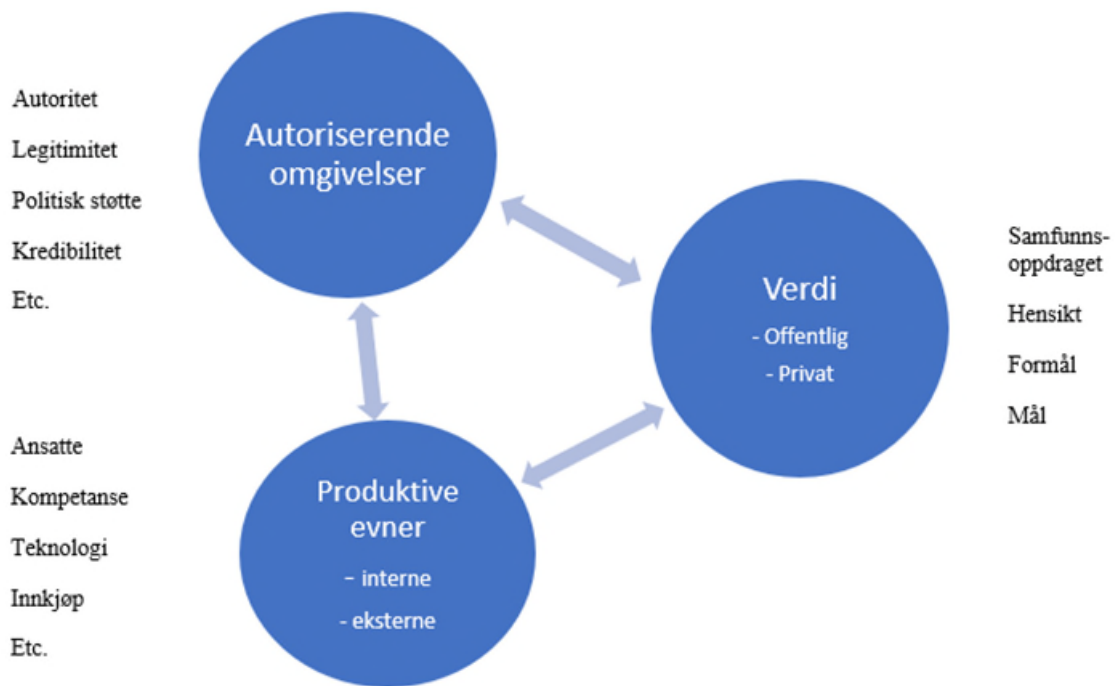 Autoritet
Legitimitet
Politisk støtte
Kredibilitet
Etc.
Autoriserende
omgivelser
Verdi
- Offentlig
- Privat
Samfunns-
oppdraget
Hensikt
Formål
Mål
Ansatte
Kompetanse
Teknologi
Innkjøp
Etc.
Produktive
evner
- interne
- eksterne